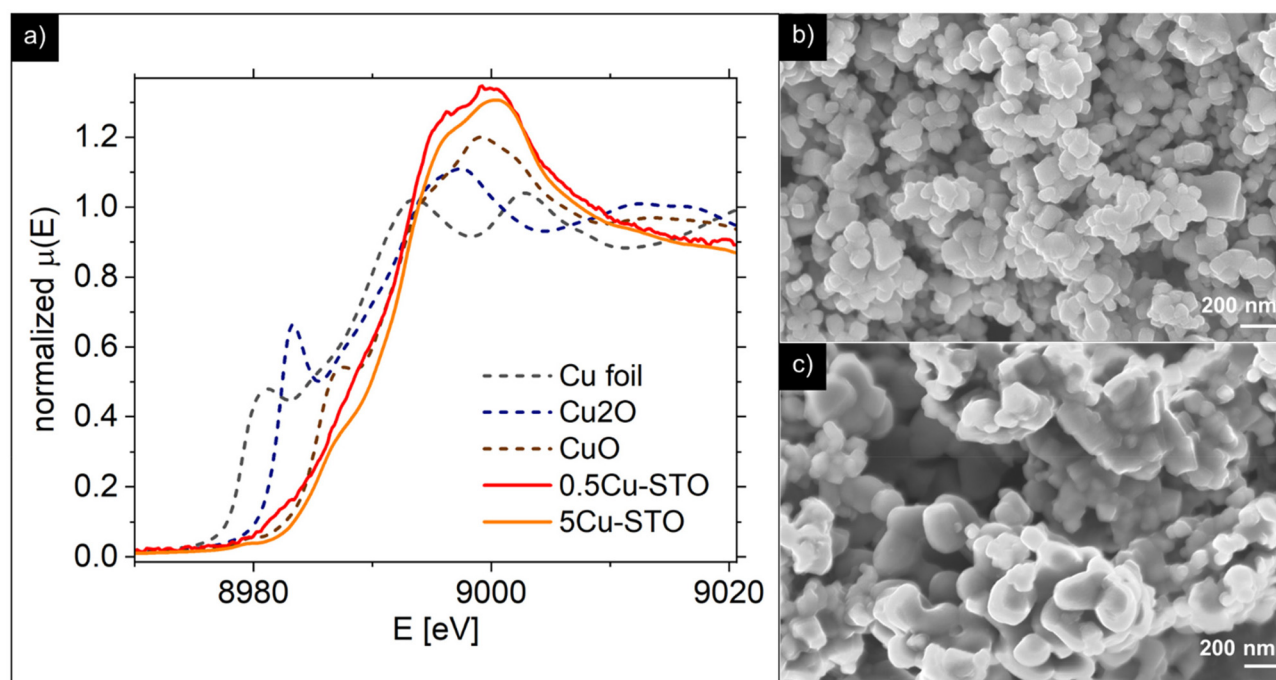 a)
normalized μ(E)
1.2
1.0
0.8
0.6
0.4
0.2
0.0
Cu foil
Cu2O
CuO
0.5Cu-STO
5Cu-STO
8980
9000
9020
E [eV]
b)
200 nm
c)
200 nm